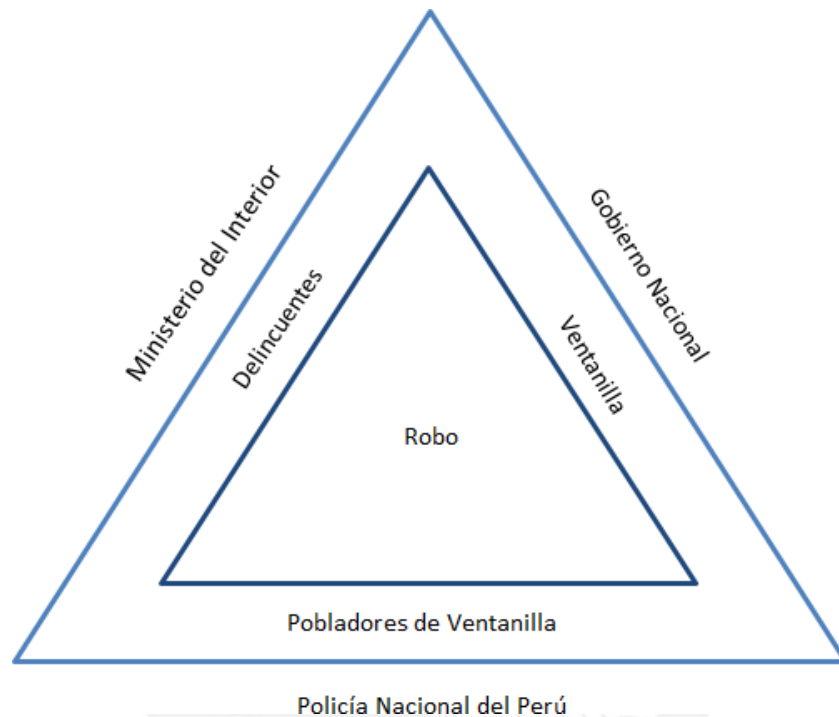 Ministerio del Interior
Gobierno Nacional
Delincuentes
Ventanilla
Robo
Pobladores de Ventanilla
Policía Nacional del Perú